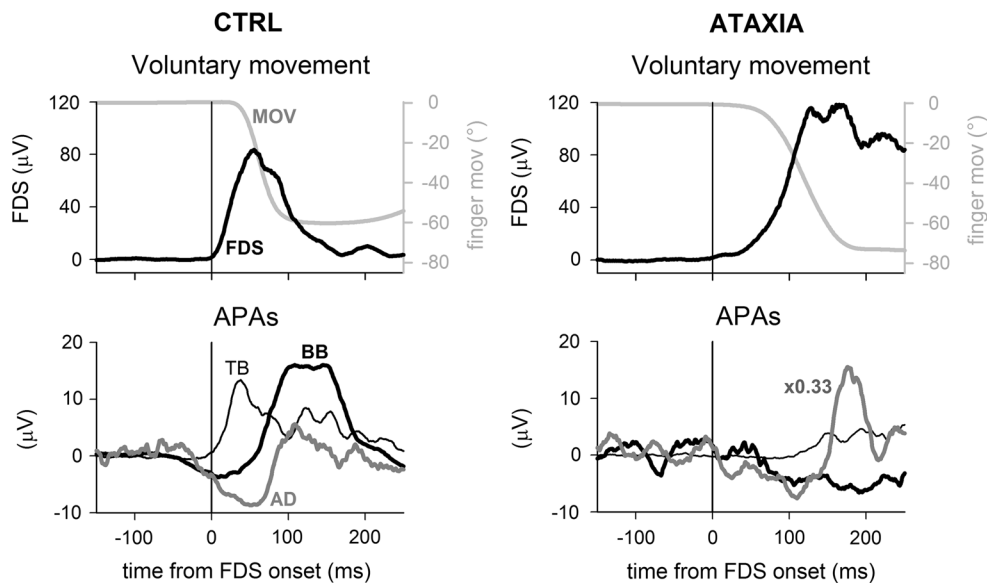 CTRL
Voluntary movement
120
80
40
0
FDS (μV)
MOV
FDS
0
-20
-40
-60
-80
finger mov (°)
APAs
20
10
0
-10
(μV)
TB
BB
AD
-100 0 100 200
time from FDS onset (ms)
ATAXIA
Voluntary movement
120
80
40
0
FDS (μV)
0
-20
-40
-60
-80
finger mov (°)
APAs
20
10
0
-10
(μV)
x0.33
-100 0 100 200
time from FDS onset (ms)